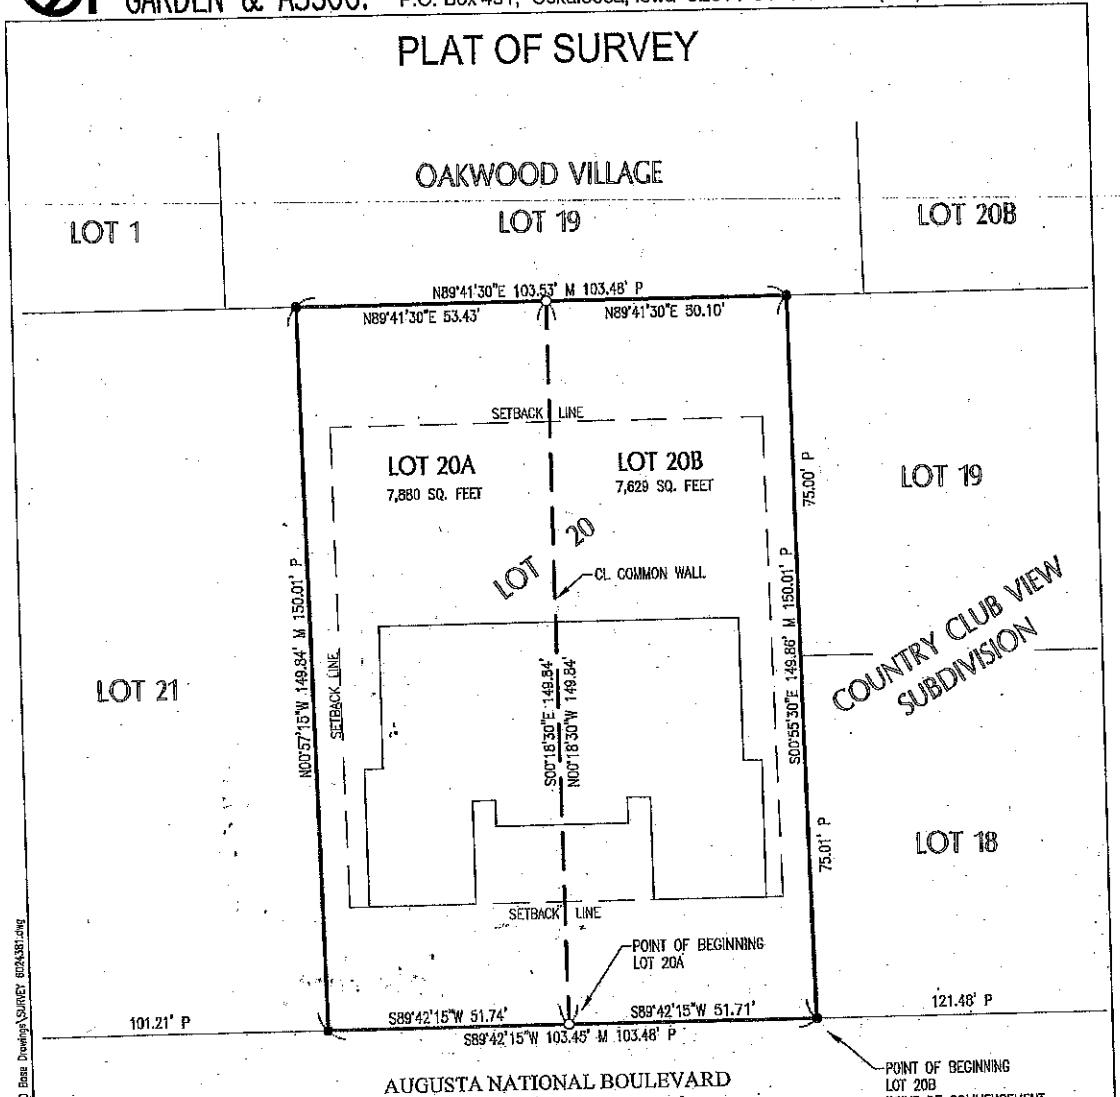 GARDEN & ASSOC.
PLAT OF SURVEY
OAKWOOD VILLAGE
LOT 1
LOT 19
LOT 20B
N89°41'30"E 103.53' M 103.48' P
N89°41'30"E 53.43'
N89°41'30"E 50.10'
SETBACK LINE
LOT 20A
7,880 SQ. FEET
LOT 20B
7,629 SQ. FEET
75.00' P
LOT 19
LOT 20
CL COMMON WALL
N00°57'15"W 149.84' M 150.01' P
S00°55'30"E 149.86' M 150.01' P
COUNTRY CLUB VIEW
SUBDIVISION
LOT 21
SETBACK LINE
S00°18'30"E 149.84'
N00°18'30"W 149.84'
75.01' P
LOT 18
SETBACK LINE
POINT OF BEGINNING
LOT 20A
101.21' P
S89°42'15"W 51.74'
S89°42'15"W 51.71'
121.48' P
S89°42'15"W 103.45' M 103.48' P
AUGUSTA NATIONAL BOULEVARD
POINT OF BEGINNING
LOT 20B
Base Drawings\SURVEY 6024381.dwg